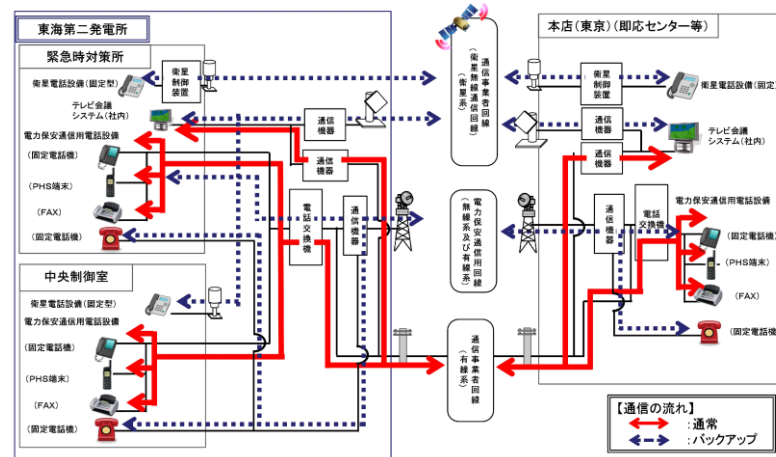 東海第二発電所
緊急時対策所
衛星電話設備(固定型)
衛星
制御
装置
テレビ会議
システム(社内)
電力保安通信用電話設備
(固定電話機)
(PHS端末)
(FAX)
(固定電話機)
通信
機器
通信
機器
電話交換機
通信機器
中央制御室
衛星電話設備(固定型)
電力保安通信用電話設備
(固定電話機)
(PHS端末)
(FAX)
(固定電話機)
通信事業者回線
(衛星無線通信回線)
(衛星系)
電力保安通信用回線
(無線系及び有線系)
通信事業者回線
(有線系)
本店(東京)(即応センター等)
衛星
制御
装置
衛星電話設備(固定)
通信
機器
通信
機器
テレビ会議
システム(社内)
通信機器
電話
交換機
電力保安通信用電話設備
(固定電話機)
(PHS端末)
(FAX)
(固定電話機)
【通信の流れ】
:通常
:バックアップ